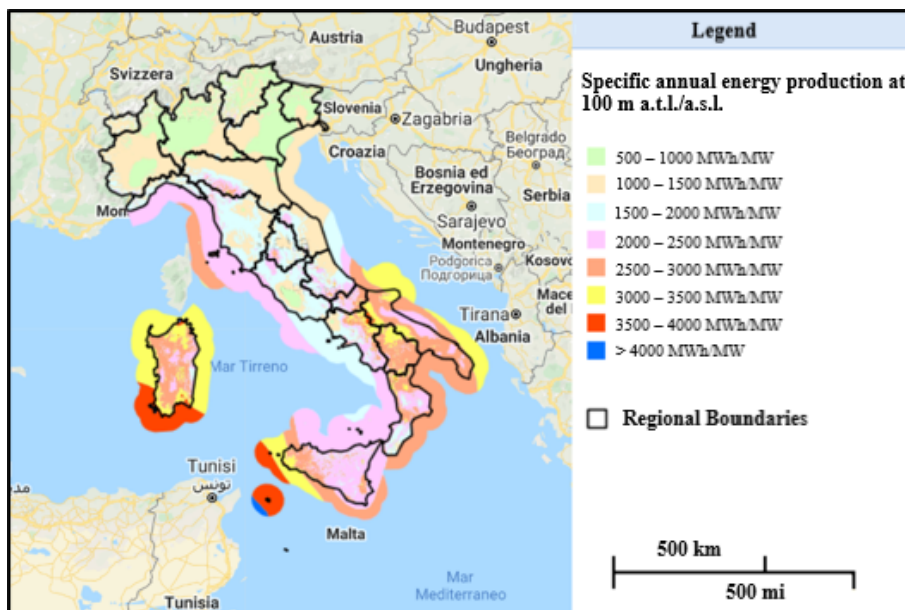 Austria
Budapest
Ungheria
Svizzera
Slovenia
Zagabria
Croazia
Belgrado
Београд
Bosnia ed
Erzegovina
Serbia
Sarajevo
Mon
Montenegro
Podgorica
Подгорица
Kosovo
Mace
del
Tirana
Albania
Mar Tirreno
Tunisi
تونس
Malta
Mar
Mediterraneo
Tunisia
Legend
Specific annual energy production at
100 m a.t.l./a.s.l.
500 – 1000 MWh/MW
1000 – 1500 MWh/MW
1500 – 2000 MWh/MW
2000 – 2500 MWh/MW
2500 – 3000 MWh/MW
3000 – 3500 MWh/MW
3500 – 4000 MWh/MW
> 4000 MWh/MW
Regional Boundaries
500 km
500 mi